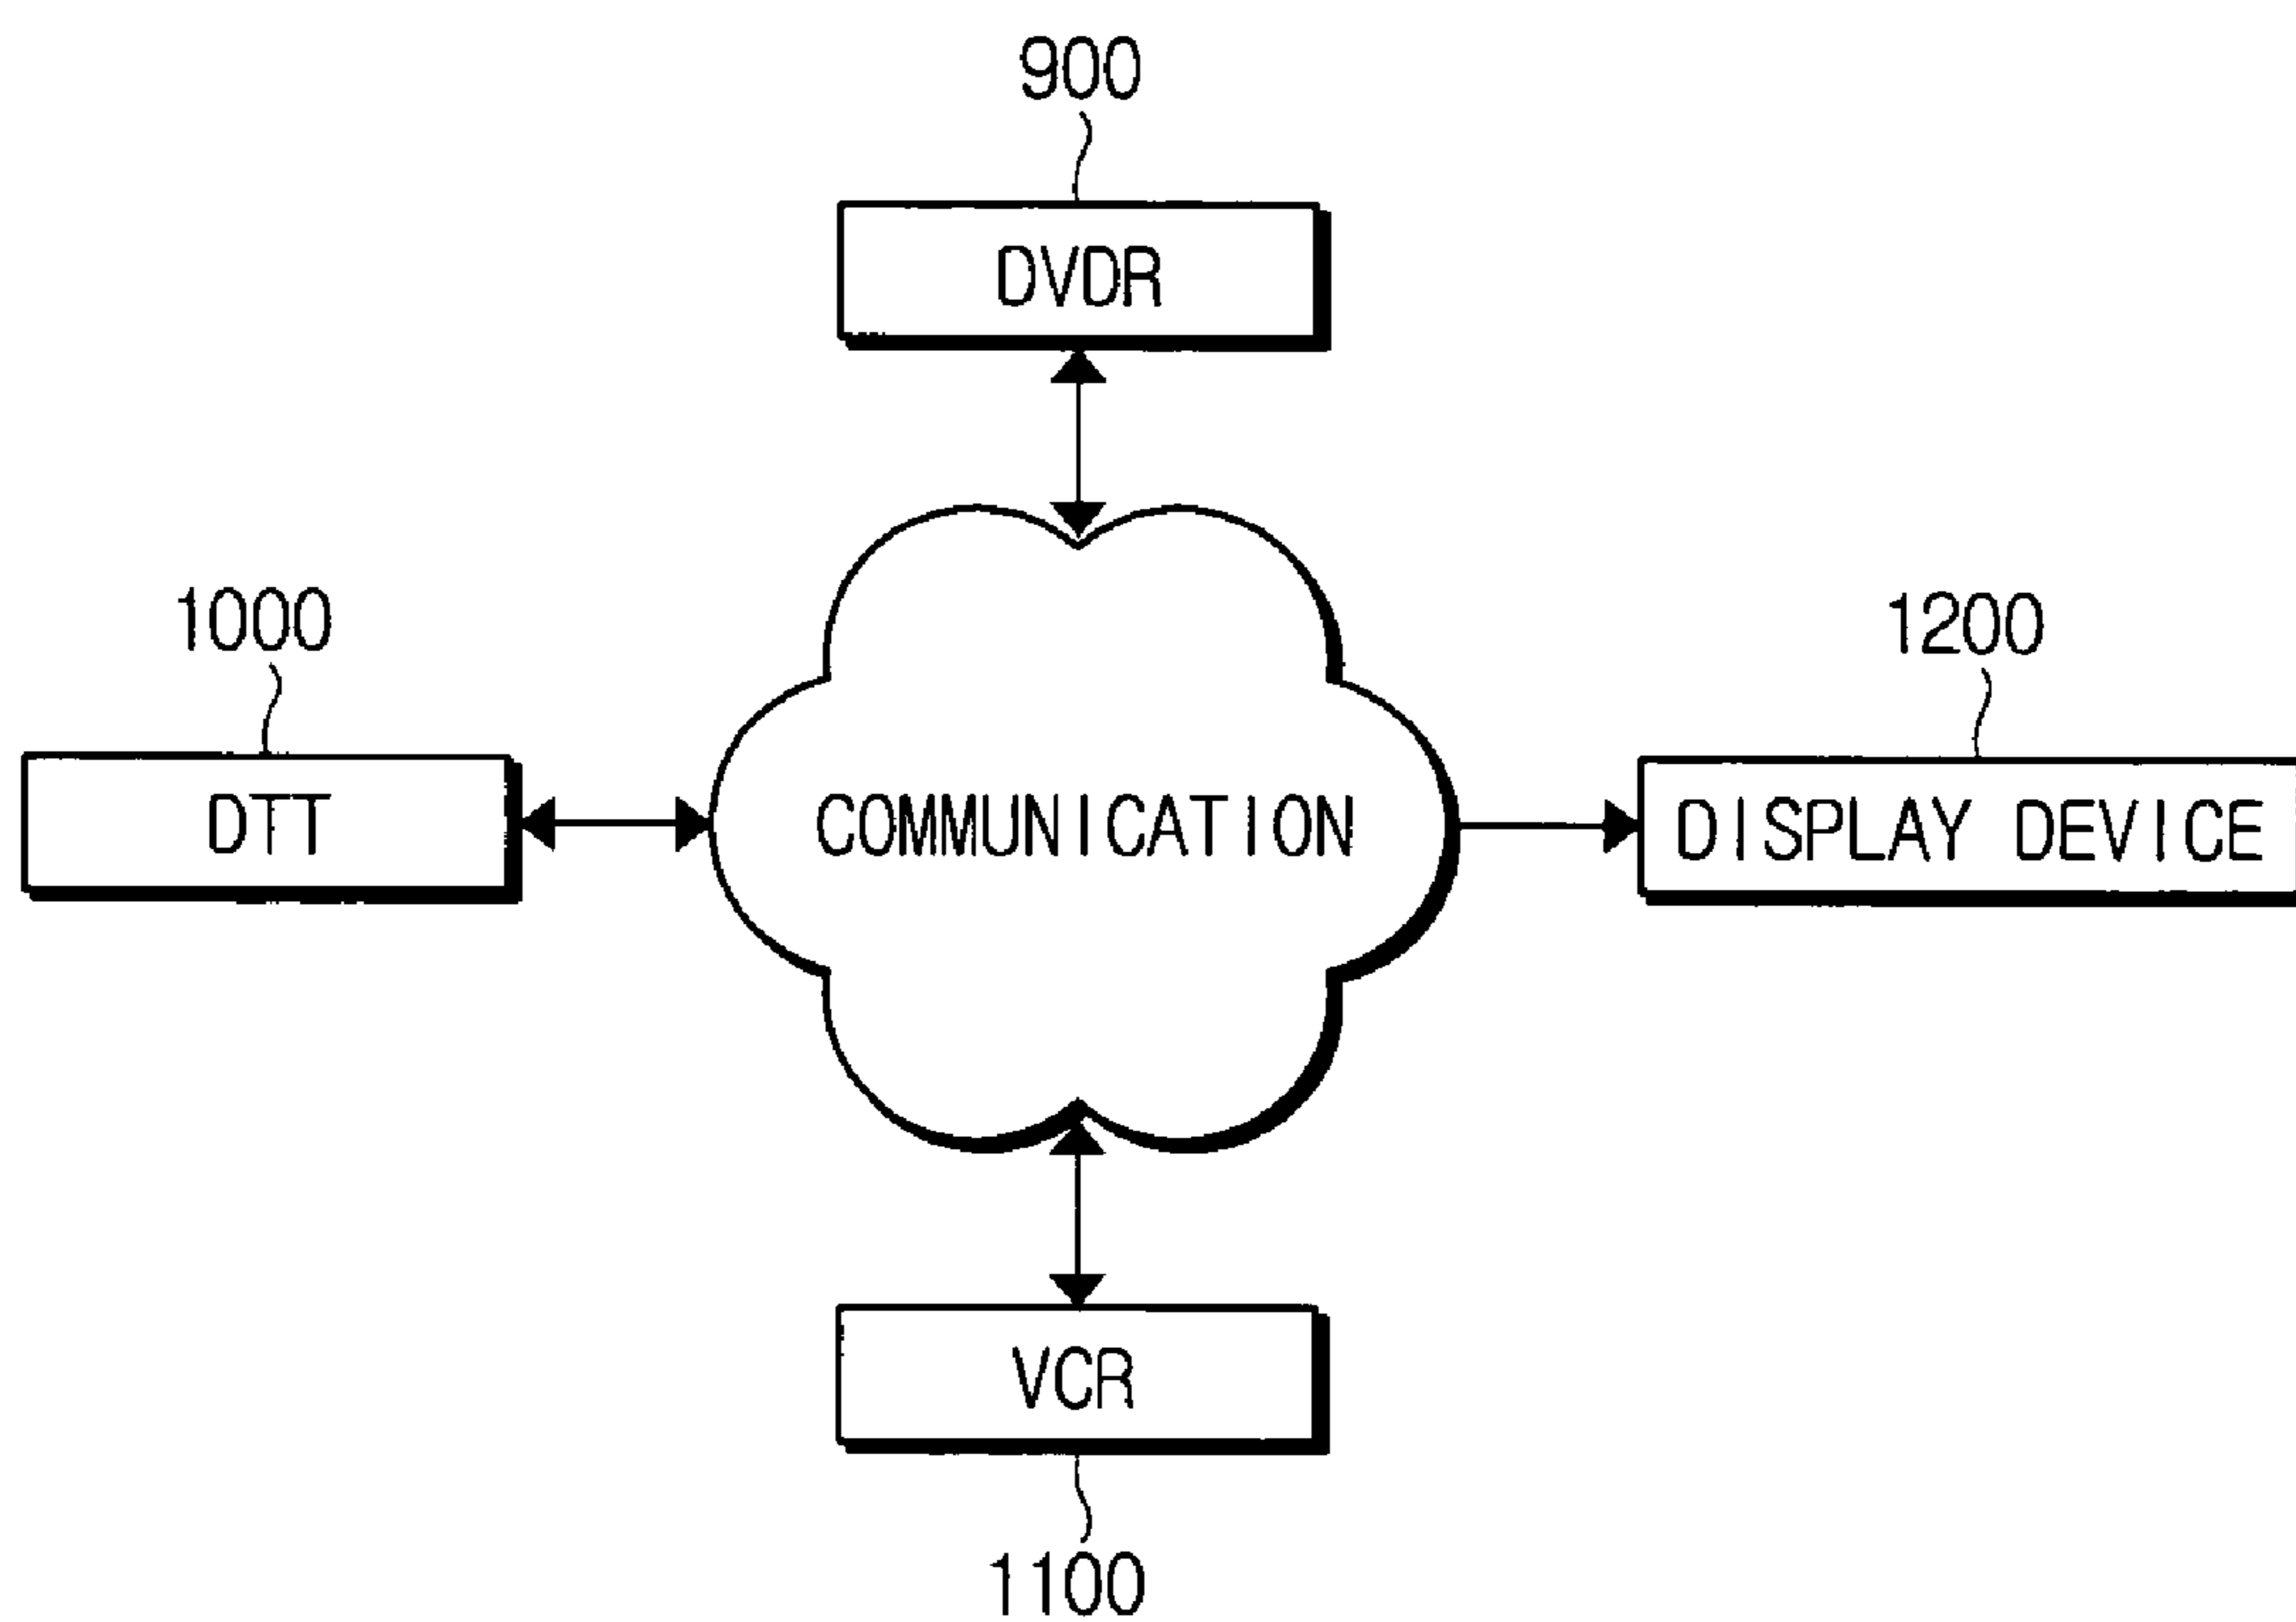 900
DVDR
1000
1200
DTT
COMMUNICATION
DISPLAY DEVICE
VCR
1100